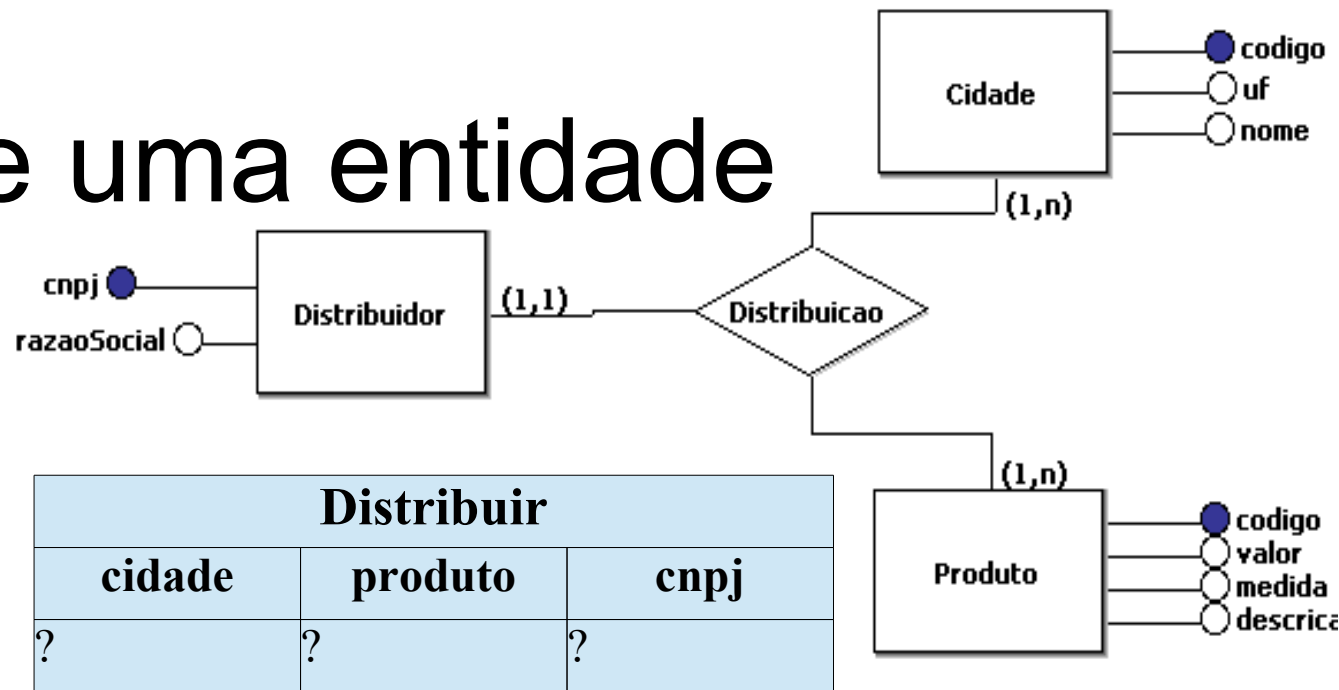 e uma entidade
Cidade
codigo
uf
nome
(1,n)
cnpj
razaoSocial
Distribuidor
(1,1)
Distribuicao
(1,n)
Produto
codigo
valor
medida
descrica
Distribuir
cidade produto cnpj
? ? ?